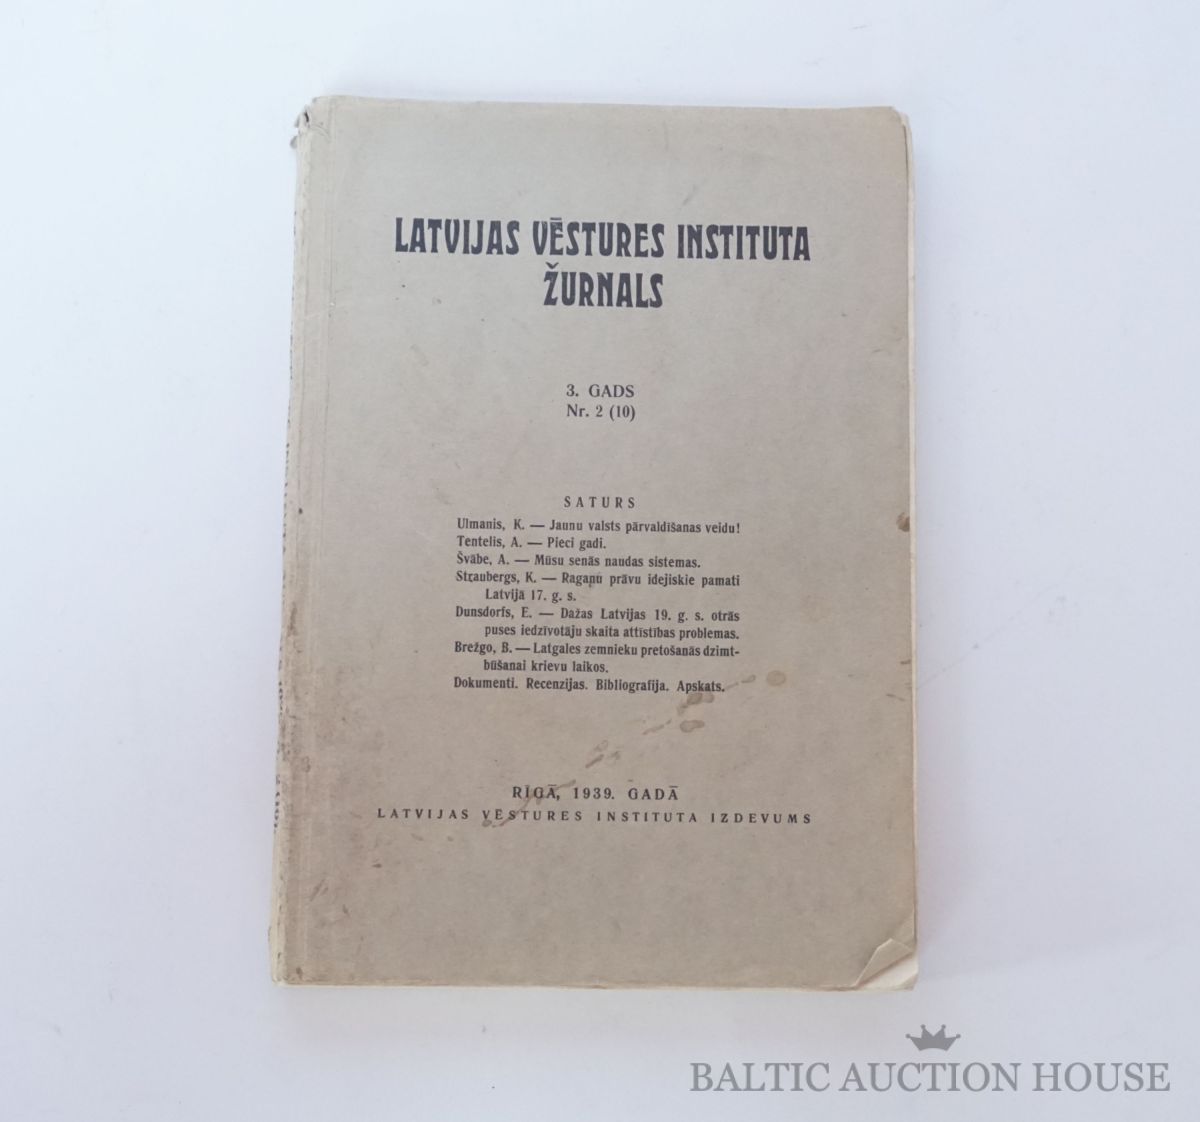 LATVIJAS VĒSTURES INSTITUTA
ŽURNALS
3. GADS
Nr. 2 (10)
SATURS
Ulmanis, K. — Jaunu valsts pārvaldīšanas veidu!
Tentelis, A. — Pieci gadi.
Švābe, A. — Mūsu senās naudas sistemas.
Straubergs, K. — Raganu prāvu idejiskie pamati
Latvijā 17. g. s.
Dunsdorfs, E. — Dažas Latvijas 19. g. s. otrās
puses iedzīvotāju skaita attīstības problemas.
Brežgo, B. — Latgales zemnieku pretošanās dzimt-
būšanai krievu laikos.
Dokumenti. Recenzijas. Bibliografija. Apskats.
RĪGĀ, 1939. GADĀ
LATVIJAS VĒSTURES INSTITUTA IZDEVUMS
BALTIC AUCTION HOUSE